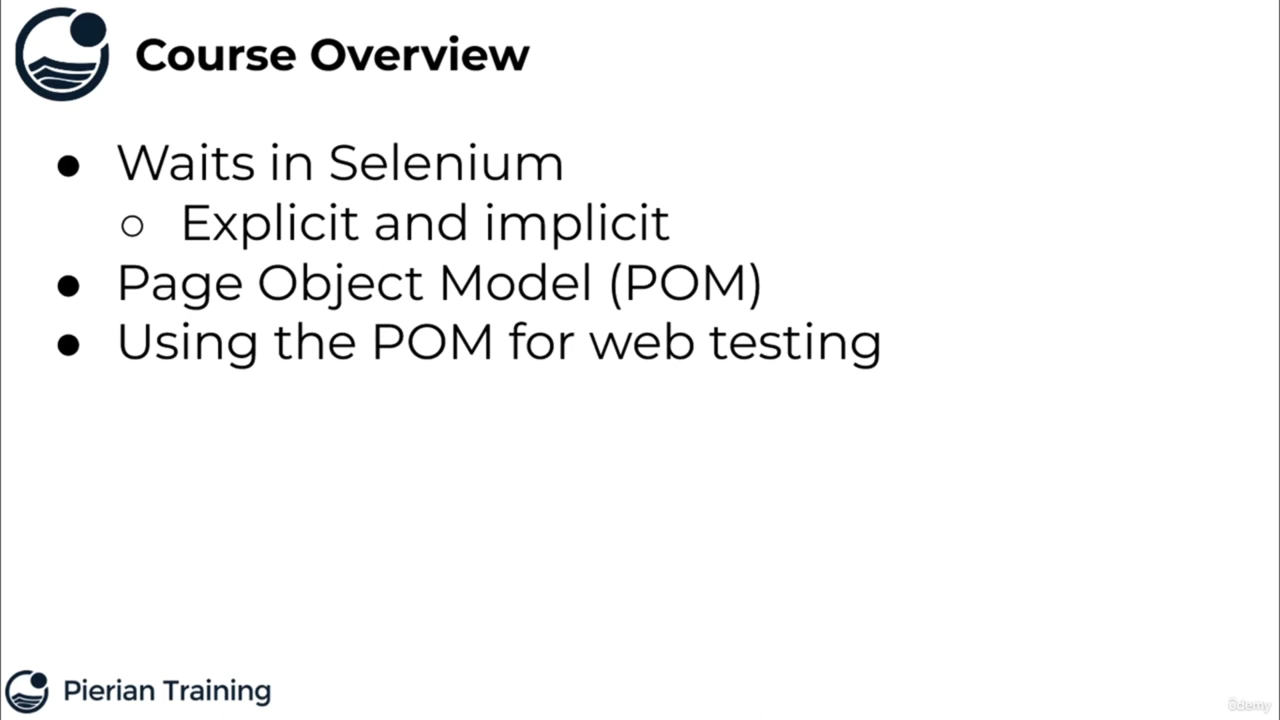 Course Overview
● Waits in Selenium
○ Explicit and implicit
● Page Object Model (POM)
● Using the POM for web testing
Pierian Training
ûdemy